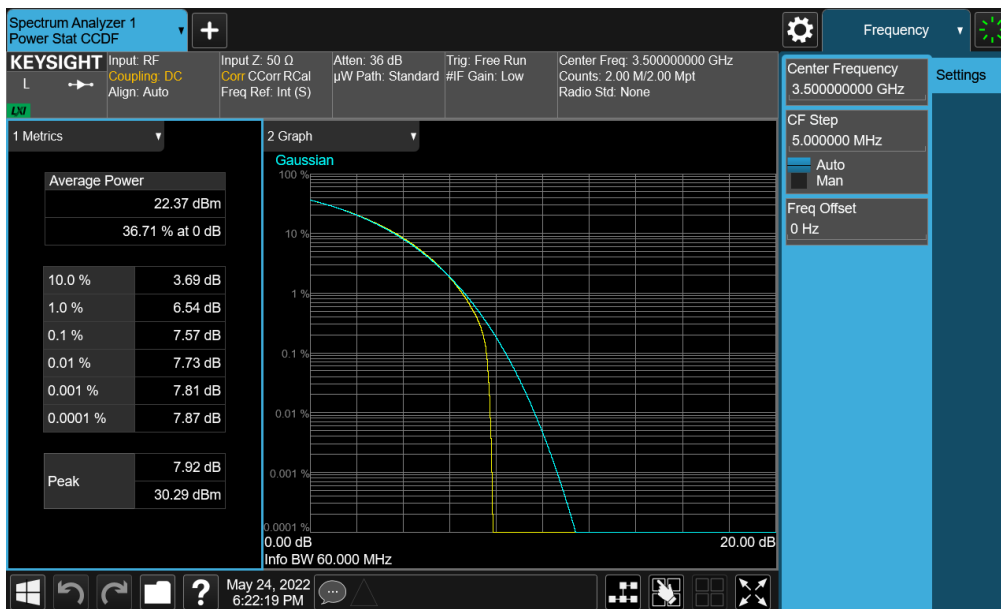 Spectrum Analyzer 1
Power Stat CCDF
Frequency
KEYSIGHT
L
LXI
Input: RF
Coupling: DC
Align: Auto
Input Z: 50 Ω
Corr CCorr RCal
Freq Ref: Int (S)
Atten: 36 dB
µW Path: Standard
Trig: Free Run
#IF Gain: Low
Center Freq: 3.500000000 GHz
Counts: 2.00 M/2.00 Mpt
Radio Std: None
Center Frequency
3.500000000 GHz
Settings
CF Step
5.000000 MHz
Auto
Man
Freq Offset
0 Hz
1 Metrics
Average Power
22.37 dBm
36.71 % at 0 dB
10.0 % 3.69 dB
1.0 % 6.54 dB
0.1 % 7.57 dB
0.01 % 7.73 dB
0.001 % 7.81 dB
0.0001 % 7.87 dB
Peak
7.92 dB
30.29 dBm
2 Graph
Gaussian
100 %
10 %
1 %
0.1 %
0.01 %
0.001 %
0.0001 %
0.00 dB
20.00 dB
Info BW 60.000 MHz
?
May 24, 2022
6:22:19 PM